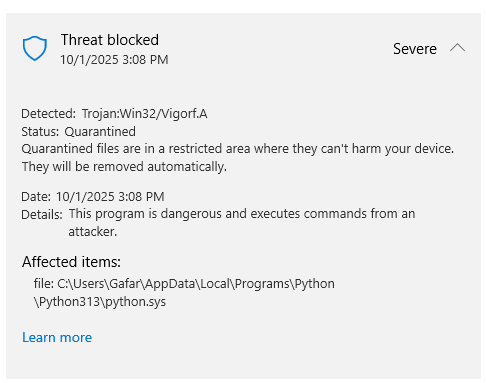 Threat blocked
Severe
10/1/2025 3:08 PM
Detected: Trojan:Win32/Vigorf.A
Status: Quarantined
Quarantined files are in a restricted area where they can't harm your device.
They will be removed automatically.
Date: 10/1/2025 3:08 PM
Details: This program is dangerous and executes commands from an
attacker.
Affected items:
file: C:\Users\Gafar\AppData\Local\Programs\Python
\Python313\python.sys
Learn more